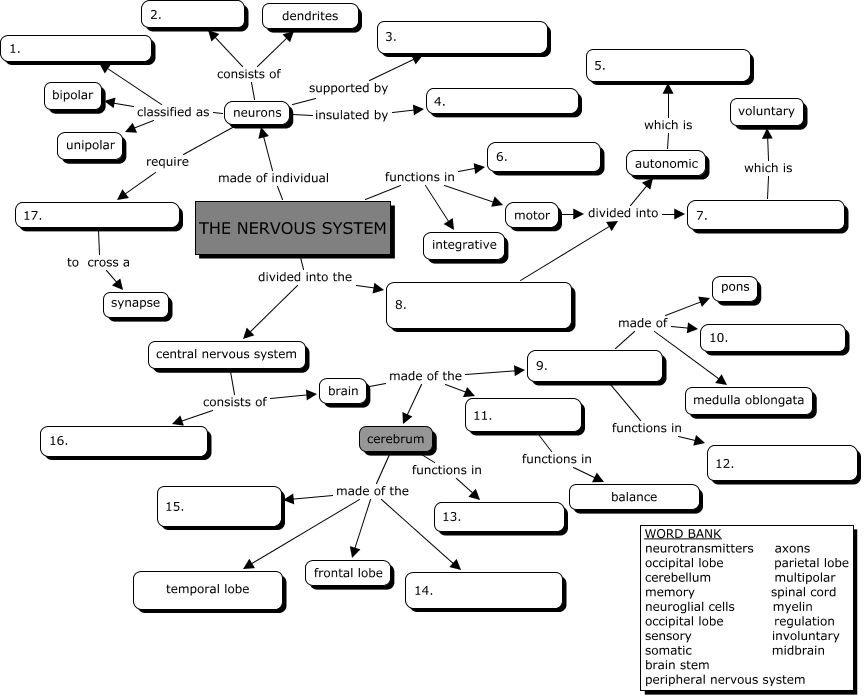 2.
dendrites
1.
3.
consists of
5.
bipolar
supported by
4.
classified as
neurons
insulated by
voluntary
unipolar
which is
require
6.
autonomic
made of individual
functions in
which is
17.
THE NERVOUS SYSTEM
motor
divided into
7.
integrative
to cross a
divided into the
synapse
8.
pons
made of
10.
central nervous system
brain
made of the
9.
consists of
medulla oblongata
16.
cerebrum
11.
functions in
functions in
functions in
12.
made of the
balance
15.
13.
temporal lobe
frontal lobe
14.
WORD BANK
neurotransmitters axons
occipital lobe parietal lobe
cerebellum multipolar
memory spinal cord
neuroglial cells myelin
occipital lobe regulation
sensory involuntary
somatic midbrain
brain stem
peripheral nervous system